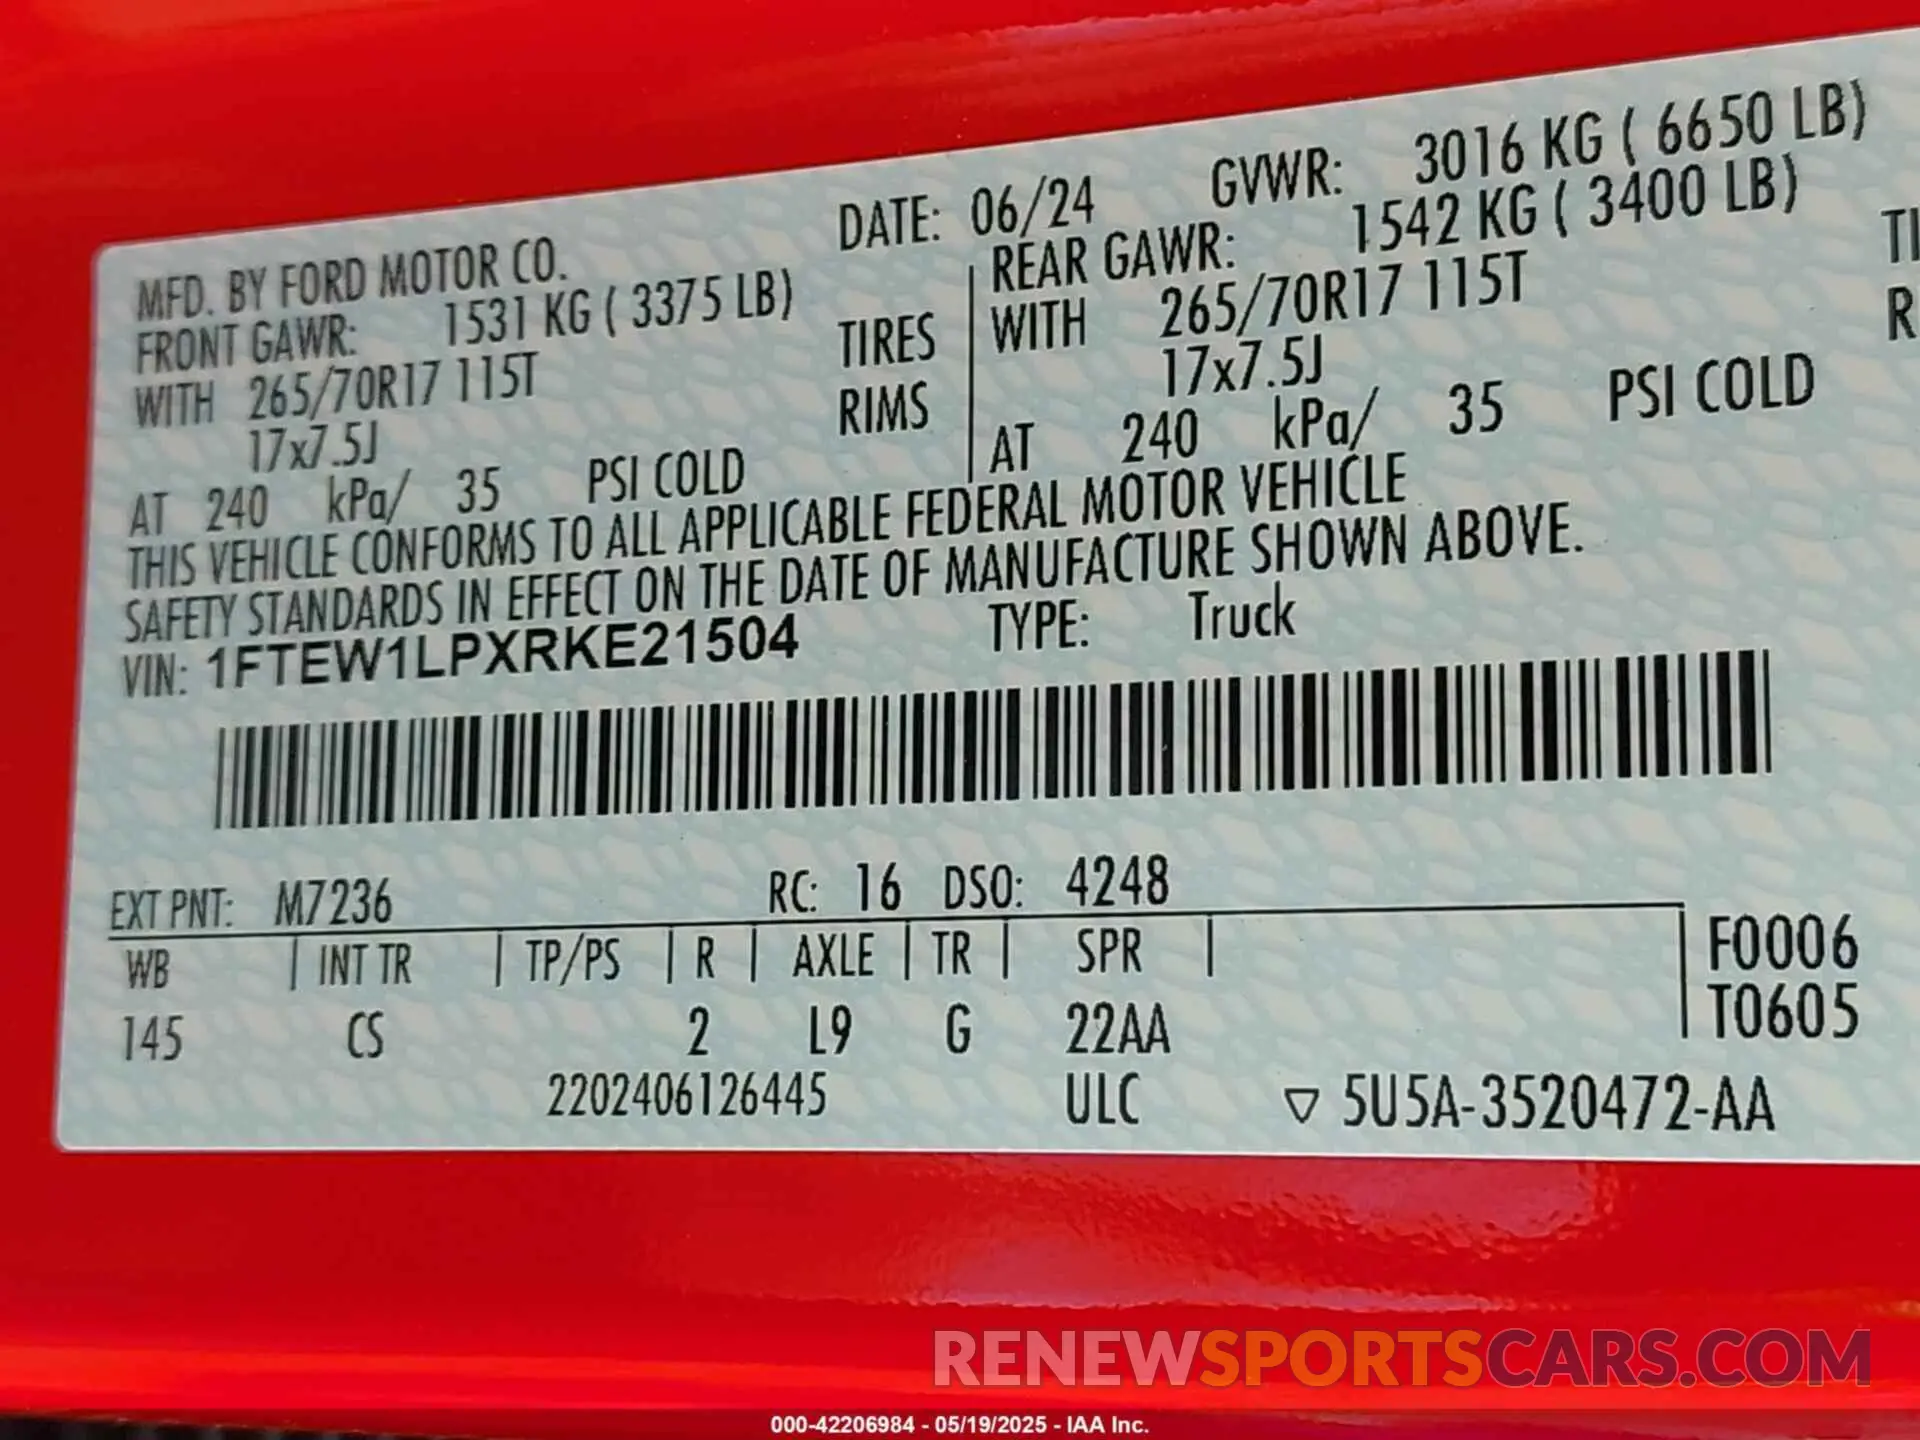 MFD. BY FORD MOTOR CO. DATE: 06/24 GVWR: 3016 KG ( 6650 LB)
FRONT GAWR: 1531 KG ( 3375 LB) REAR GAWR: 1542 KG ( 3400 LB)
WITH 265/70R17 115T TIRES WITH 265/70R17 115T TI
17x7.5J RIMS 17x7.5J R
AT 240 kPa/ 35 PSI COLD AT 240 kPa/ 35 PSI COLD
THIS VEHICLE CONFORMS TO ALL APPLICABLE FEDERAL MOTOR VEHICLE
SAFETY STANDARDS IN EFFECT ON THE DATE OF MANUFACTURE SHOWN ABOVE.
VIN: 1FTEW1LPXRKE21504 TYPE: Truck
EXT PNT: M7236 RC: 16 DSO: 4248
WB | INT TR | TP/PS | R | AXLE | TR | SPR | F0006
145 CS 2 L9 G 22AA T0605
2202406126445 ULC ▽ 5U5A-3520472-AA
RENEWSPORTSCARS.COM
000-42206984 - 05/19/2025 - IAA Inc.